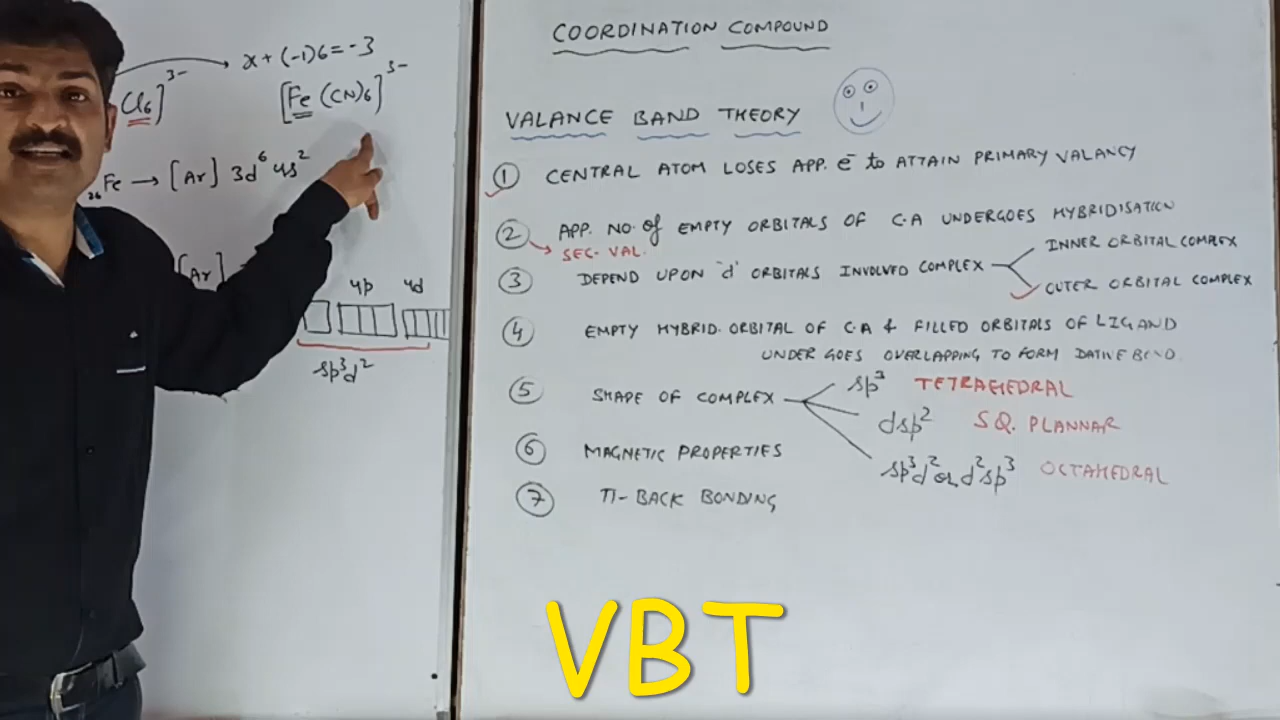 x + (-1)6 = -3
Cl6]3-
[Fe (CN)6]3-
26Fe → [Ar] 3d6 4s2
[Ar]
4p 4d
sp3d2
COORDINATION COMPOUND
VALANCE BAND THEORY
1 CENTRAL ATOM LOSES APP. e- to ATTAIN PRIMARY VALANCY
2 APP. NO. of EMPTY ORBITALS OF C.A UNDERGOES HYBRIDISATION
SEC. VAL.
3 DEPEND UPON 'd' ORBITALS INVOLVED COMPLEX
INNER ORBITAL COMPLEX
OUTER ORBITAL COMPLEX
4 EMPTY HYBRID. ORBITAL OF C.A & FILLED ORBITALS OF LIGAND
UNDERGOES OVERLAPPING TO FORM DATIVE BOND
5 SHAPE OF COMPLEX
sp3 TETRAHEDRAL
dsp2 SQ. PLANNAR
sp3d2 or d2sp3 OCTAHEDRAL
6 MAGNETIC PROPERTIES
7 Π- BACK BONDING
VBT